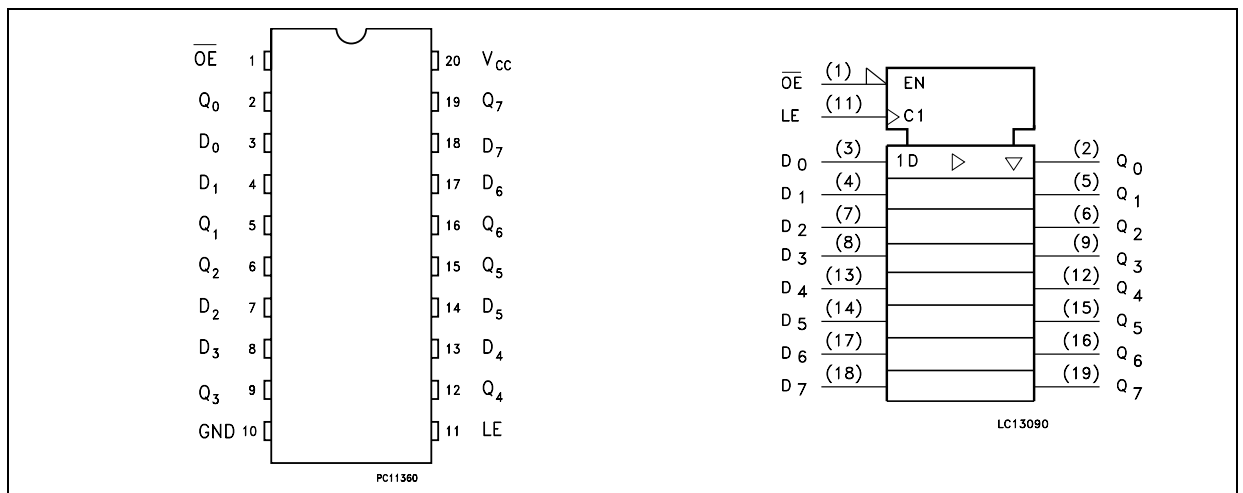 OE 1 20 VCC
Q0 2 19 Q7
D0 3 18 D7
D1 4 17 D6
Q1 5 16 Q6
Q2 6 15 Q5
D2 7 14 D5
D3 8 13 D4
Q3 9 12 Q4
GND 10 11 LE
PC11360
OE (1) EN
LE (11) C1
D0 (3) 1D (2) Q0
D1 (4) (5) Q1
D2 (7) (6) Q2
D3 (8) (9) Q3
D4 (13) (12) Q4
D5 (14) (15) Q5
D6 (17) (16) Q6
D7 (18) (19) Q7
LC13090